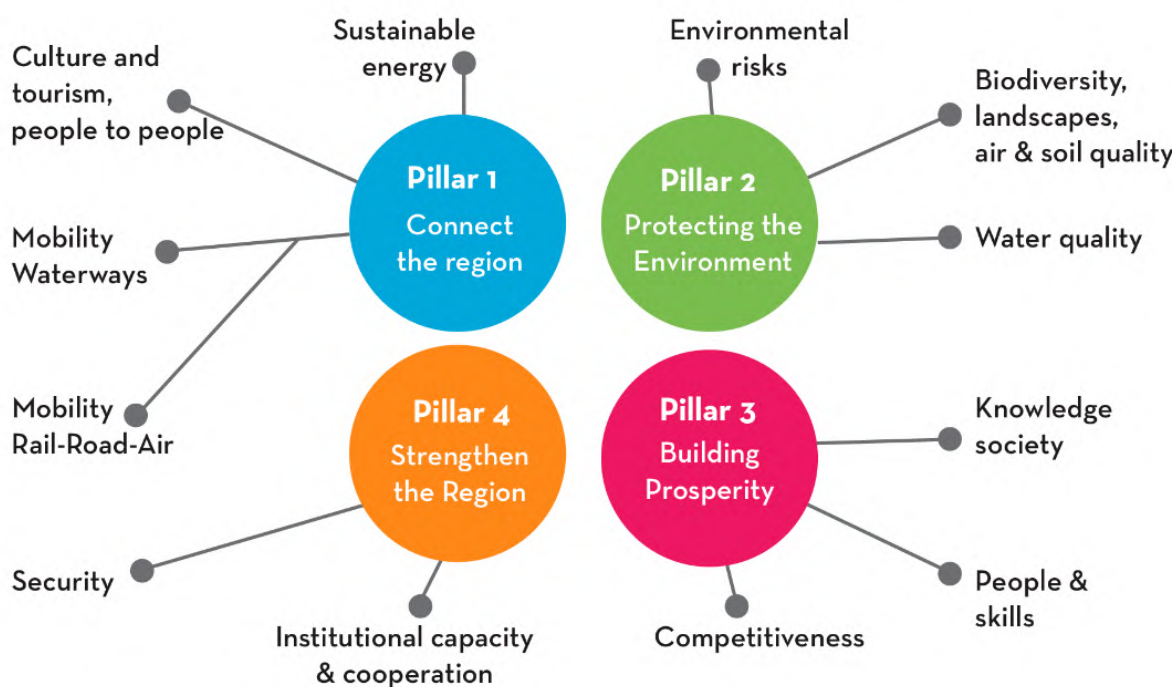 Culture and
tourism,
people to people
Sustainable
energy
Environmental
risks
Biodiversity,
landscapes,
air & soil quality
Pillar 1
Connect
the region
Pillar 2
Protecting the
Environment
Mobility
Waterways
Water quality
Mobility
Rail-Road-Air
Pillar 4
Strengthen
the Region
Pillar 3
Building
Prosperity
Knowledge
society
Security
Institutional capacity
& cooperation
Competitiveness
People &
skills